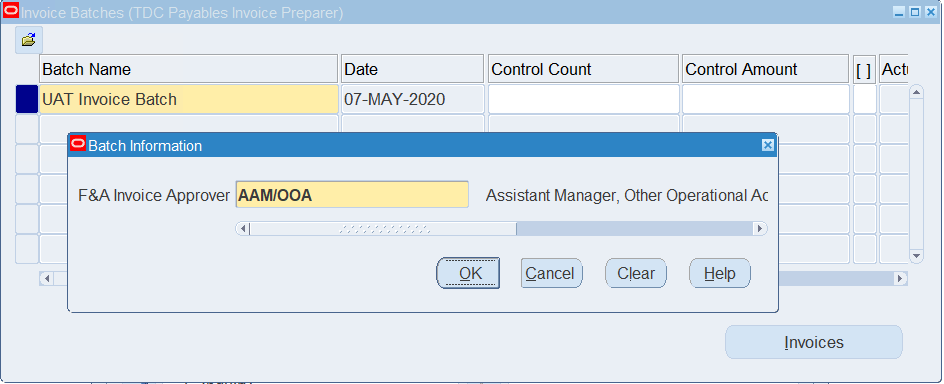 Invoice Batches (TDC Payables Invoice Preparer)
Batch Name Date Control Count Control Amount [ ] Actu
UAT Invoice Batch 07-MAY-2020
Batch Information
F&A Invoice Approver AAM/OOA Assistant Manager, Other Operational Ac
OK Cancel Clear Help
Invoices